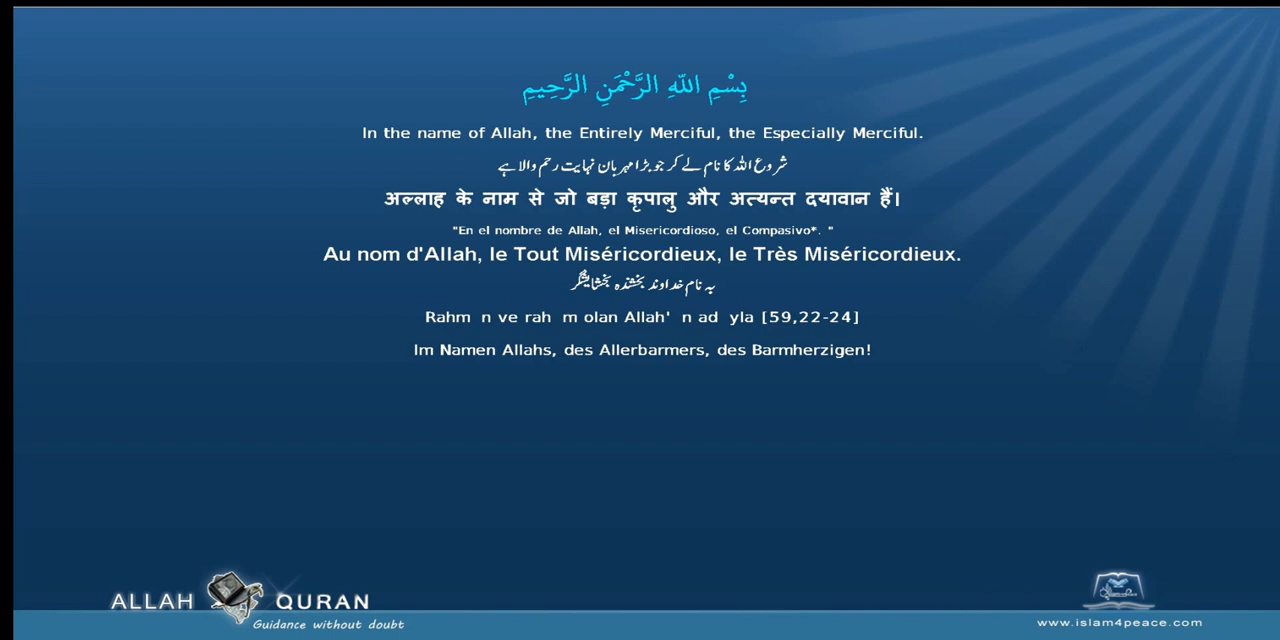 بِسْمِ اللّهِ الرَّحْمَنِ الرَّحِيمِ
In the name of Allah, the Entirely Merciful, the Especially Merciful.
شروع اللہ کا نام لے کر جو بڑا مہربان نہایت رحم والا ہے
अल्लाह के नाम से जो बड़ा कृपालु और अत्यन्त दयावान हैं।
"En el nombre de Allah, el Misericordioso, el Compasivo*. "
Au nom d'Allah, le Tout Miséricordieux, le Très Miséricordieux.
به نام خداوند بخشنده بخشایشگر
Rahm n ve rah m olan Allah' n ad yla [59,22-24]
Im Namen Allahs, des Allerbarmers, des Barmherzigen!
ALLAH QURAN
Guidance without doubt
www.islam4peace.com